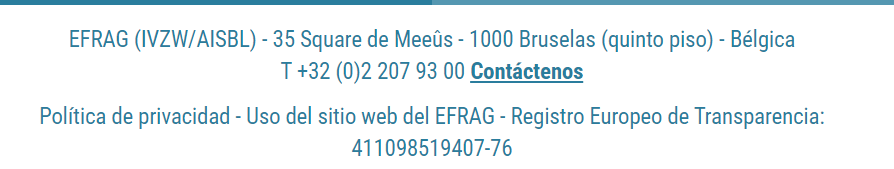 EFRAG (IVZW/AISBL) - 35 Square de Meeûs - 1000 Bruselas (quinto piso) - Bélgica
T +32 (0)2 207 93 00 Contáctenos
Política de privacidad - Uso del sitio web del EFRAG - Registro Europeo de Transparencia:
411098519407-76